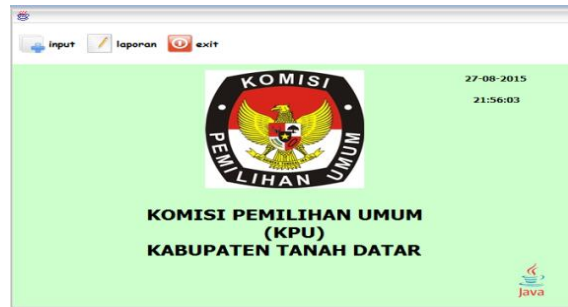 input laporan exit
27-08-2015
21:56:03
KOMISI
PEMILIHAN UMUM
KOMISI PEMILIHAN UMUM
(KPU)
KABUPATEN TANAH DATAR
Java